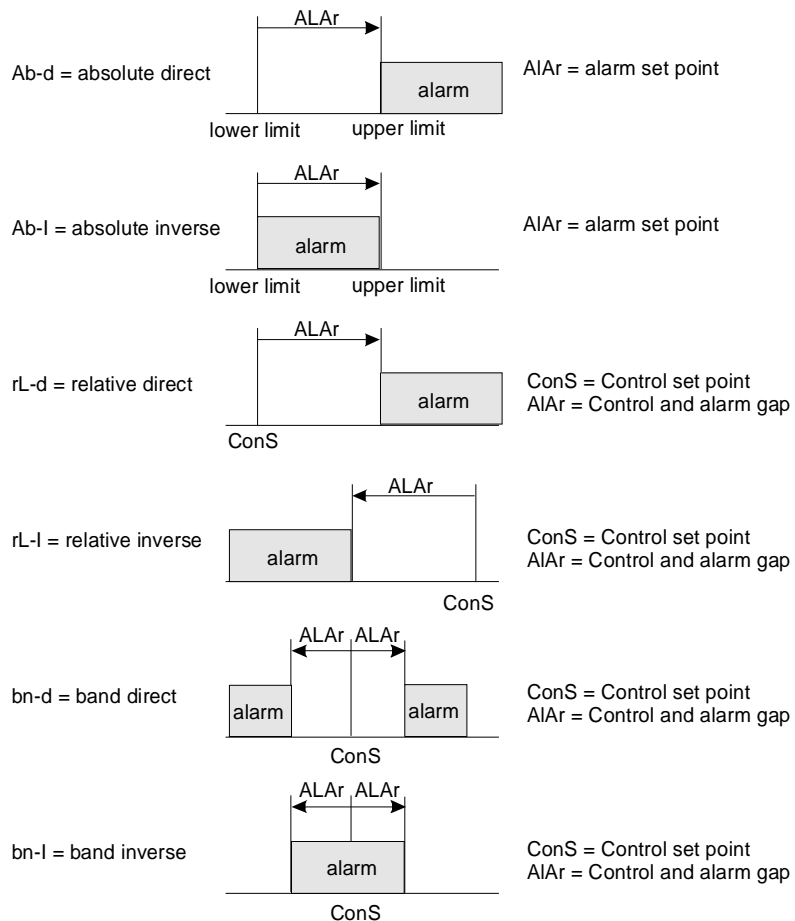 ALAr
Ab-d = absolute direct
AlAr = alarm set point
alarm
lower limit upper limit
ALAr
Ab-I = absolute inverse
AlAr = alarm set point
alarm
lower limit upper limit
ALAr
rL-d = relative direct
alarm
ConS = Control set point
AlAr = Control and alarm gap
ConS
ALAr
rL-I = relative inverse
alarm
ConS = Control set point
AlAr = Control and alarm gap
ConS
ALAr ALAr
bn-d = band direct
alarm alarm
ConS = Control set point
AlAr = Control and alarm gap
ConS
ALAr ALAr
bn-I = band inverse
alarm
ConS = Control set point
AlAr = Control and alarm gap
ConS